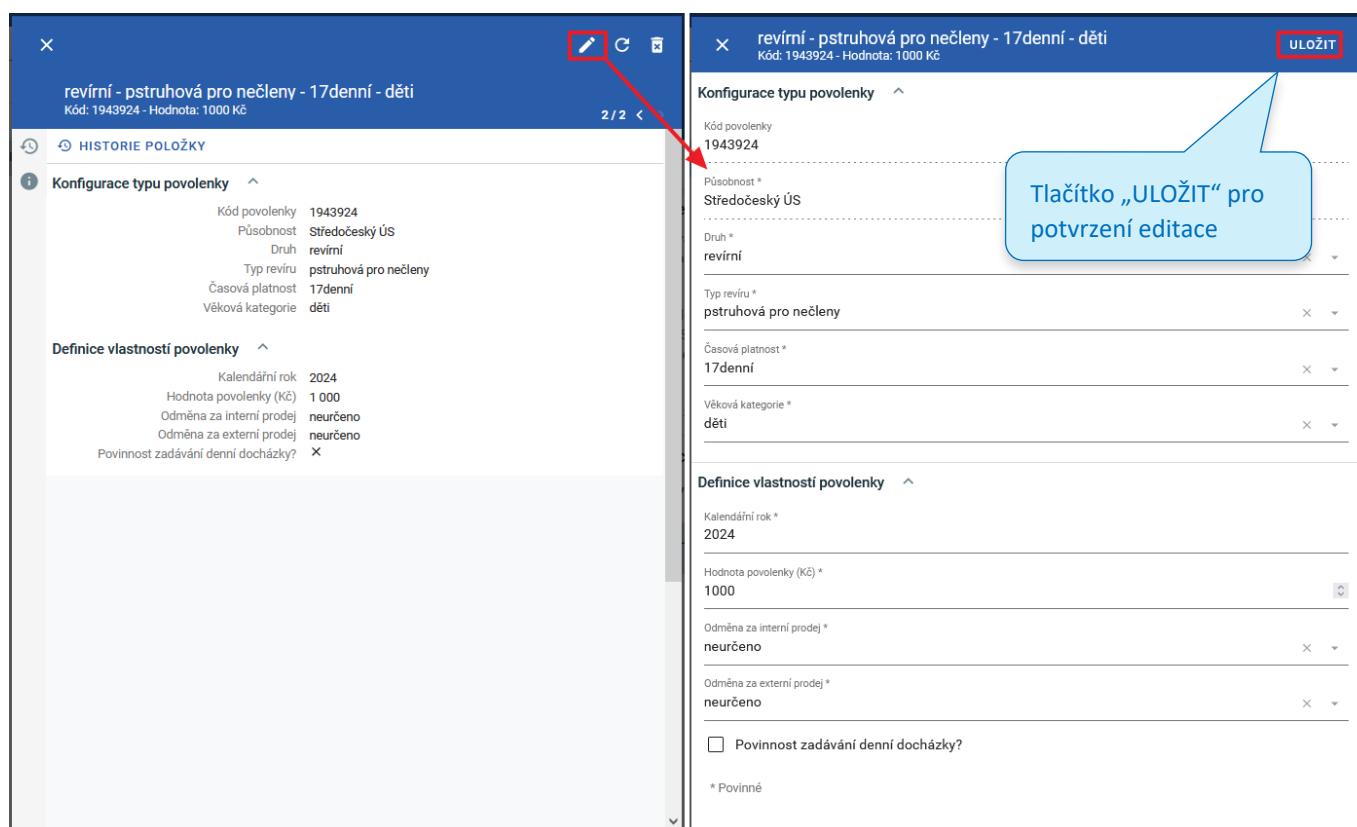 revírní - pstruhová pro nečleny - 17denní - děti
Kód: 1943924 - Hodnota: 1000 Kč
2/2
HISTORIE POLOŽKY
Konfigurace typu povolenky
Kód povolenky 1943924
Působnost Středočeský ÚS
Druh revírní
Typ revíru pstruhová pro nečleny
Časová platnost 17denní
Věková kategorie děti
Definice vlastností povolenky
Kalendářní rok 2024
Hodnota povolenky (Kč) 1 000
Odměna za interní prodej neurčeno
Odměna za externí prodej neurčeno
Povinnost zadávání denní docházky?
revírní - pstruhová pro nečleny - 17denní - děti
Kód: 1943924 - Hodnota: 1000 Kč
ULOŽIT
Konfigurace typu povolenky
Kód povolenky
1943924
Působnost *
Středočeský ÚS
Tlačítko „ULOŽIT“ pro
potvrzení editace
Druh *
revírní
Typ revíru *
pstruhová pro nečleny
Časová platnost *
17denní
Věková kategorie *
děti
Definice vlastností povolenky
Kalendářní rok *
2024
Hodnota povolenky (Kč) *
1000
Odměna za interní prodej *
neurčeno
Odměna za externí prodej *
neurčeno
Povinnost zadávání denní docházky?
* Povinné